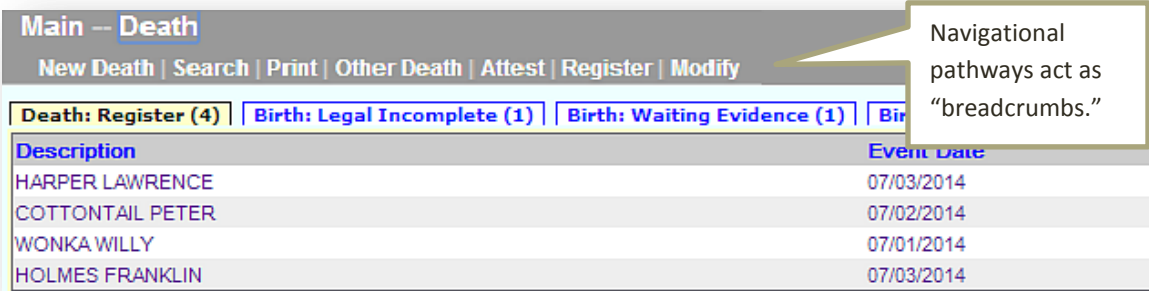 Main -- Death
New Death | Search | Print | Other Death | Attest | Register | Modify
Navigational
pathways act as
“breadcrumbs.”
Death: Register (4) Birth: Legal Incomplete (1) Birth: Waiting Evidence (1)
Description Event Date
HARPER LAWRENCE 07/03/2014
COTTONTAIL PETER 07/02/2014
WONKA WILLY 07/01/2014
HOLMES FRANKLIN 07/03/2014